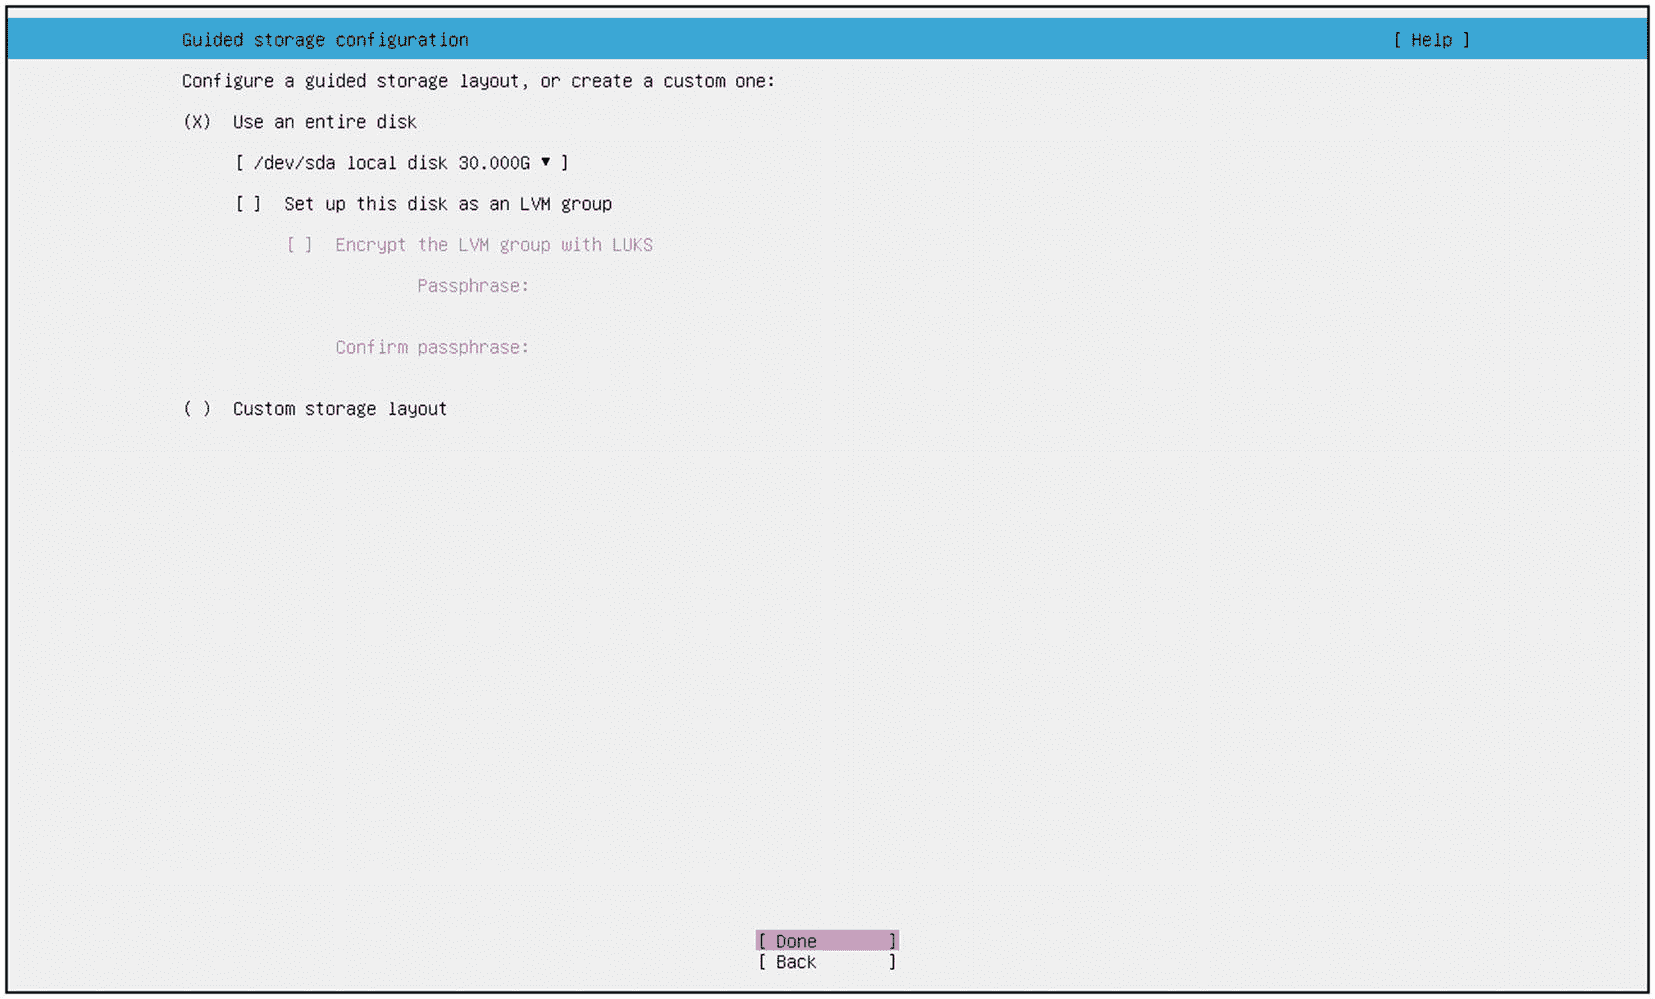 Guided storage configuration [ Help ]
Configure a guided storage layout, or create a custom one:
(X) Use an entire disk
[ /dev/sda local disk 30.000G ▼ ]
[ ] Set up this disk as an LVM group
[ ] Encrypt the LVM group with LUKS
Passphrase:
Confirm passphrase:
( ) Custom storage layout
[ Done ]
[ Back ]